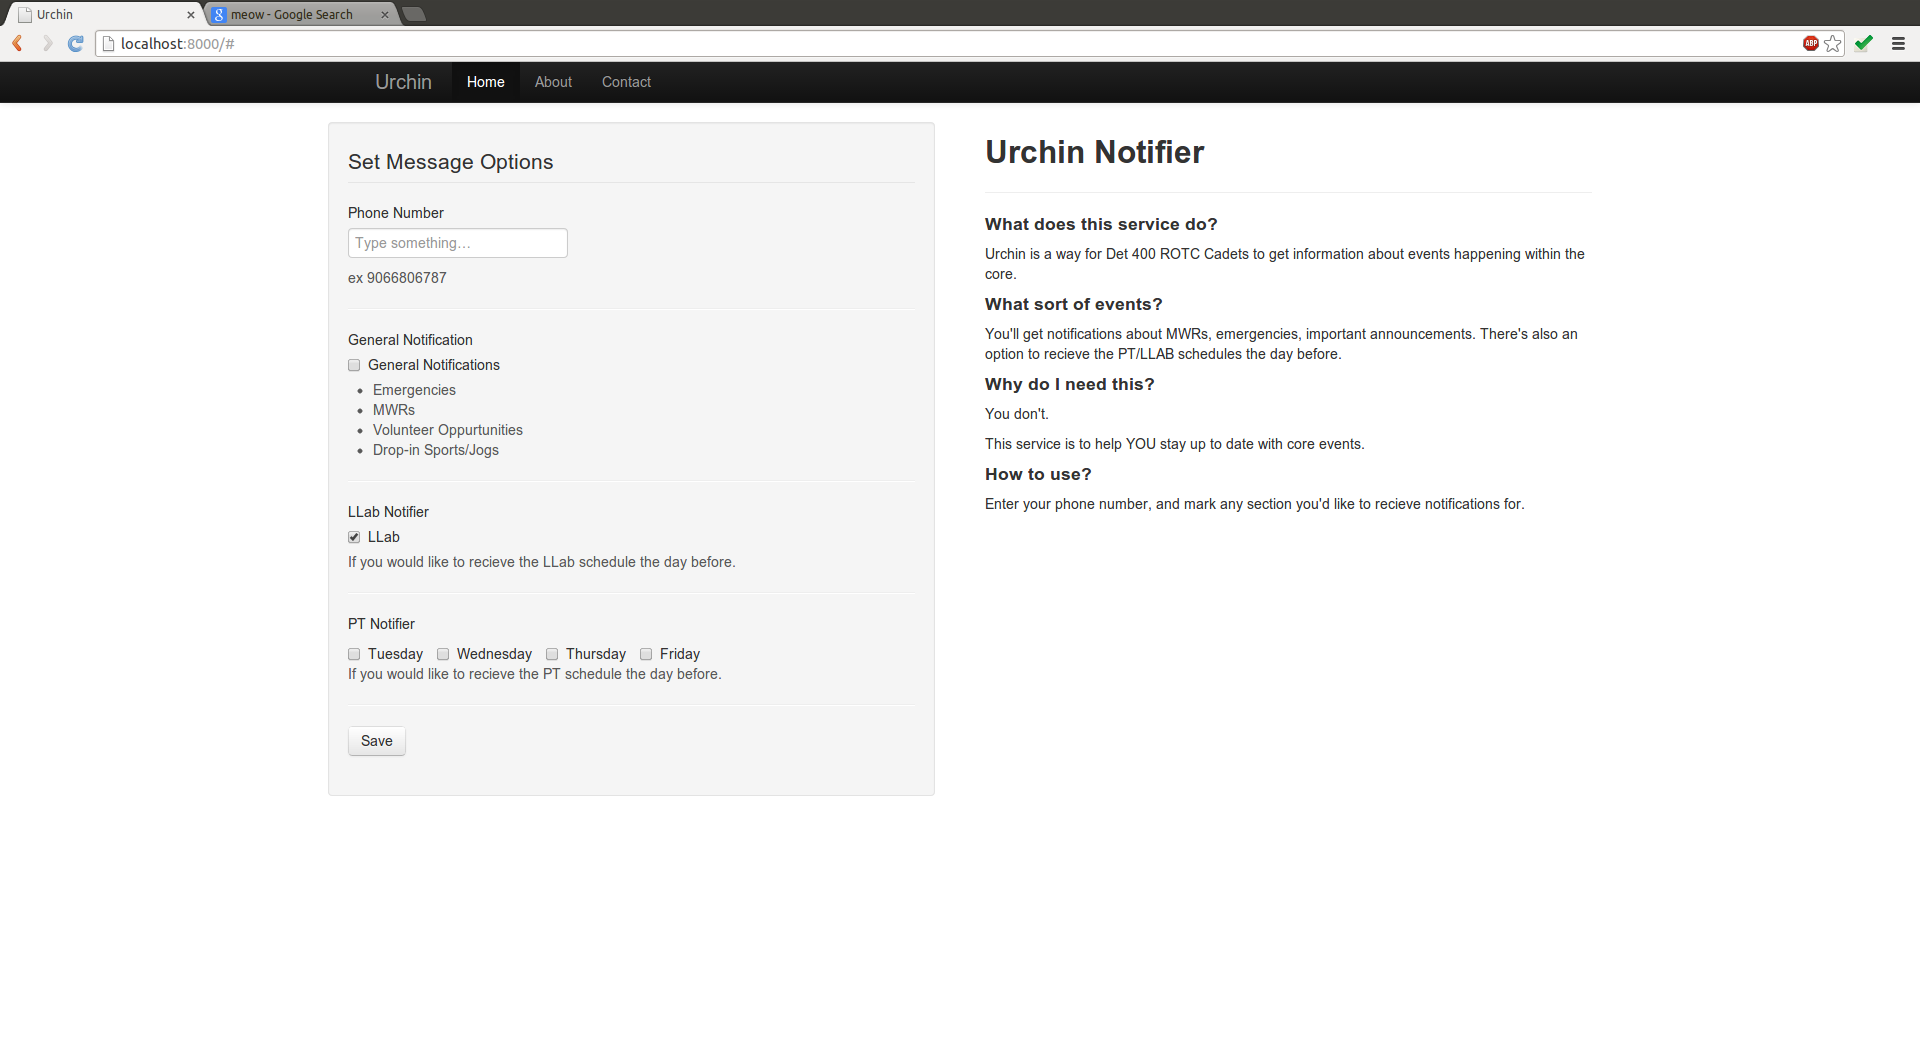 Urchin
meow - Google Search
localhost:8000/#
ABP
Urchin
Home
About
Contact
Set Message Options
Phone Number
Type something…
ex 9066806787
General Notification
General Notifications
Emergencies
MWRs
Volunteer Oppurtunities
Drop-in Sports/Jogs
LLab Notifier
LLab
If you would like to recieve the LLab schedule the day before.
PT Notifier
Tuesday Wednesday Thursday Friday
If you would like to recieve the PT schedule the day before.
Save
Urchin Notifier
What does this service do?
Urchin is a way for Det 400 ROTC Cadets to get information about events happening within the
core.
What sort of events?
You'll get notifications about MWRs, emergencies, important announcements. There's also an
option to recieve the PT/LLAB schedules the day before.
Why do I need this?
You don't.
This service is to help YOU stay up to date with core events.
How to use?
Enter your phone number, and mark any section you'd like to recieve notifications for.